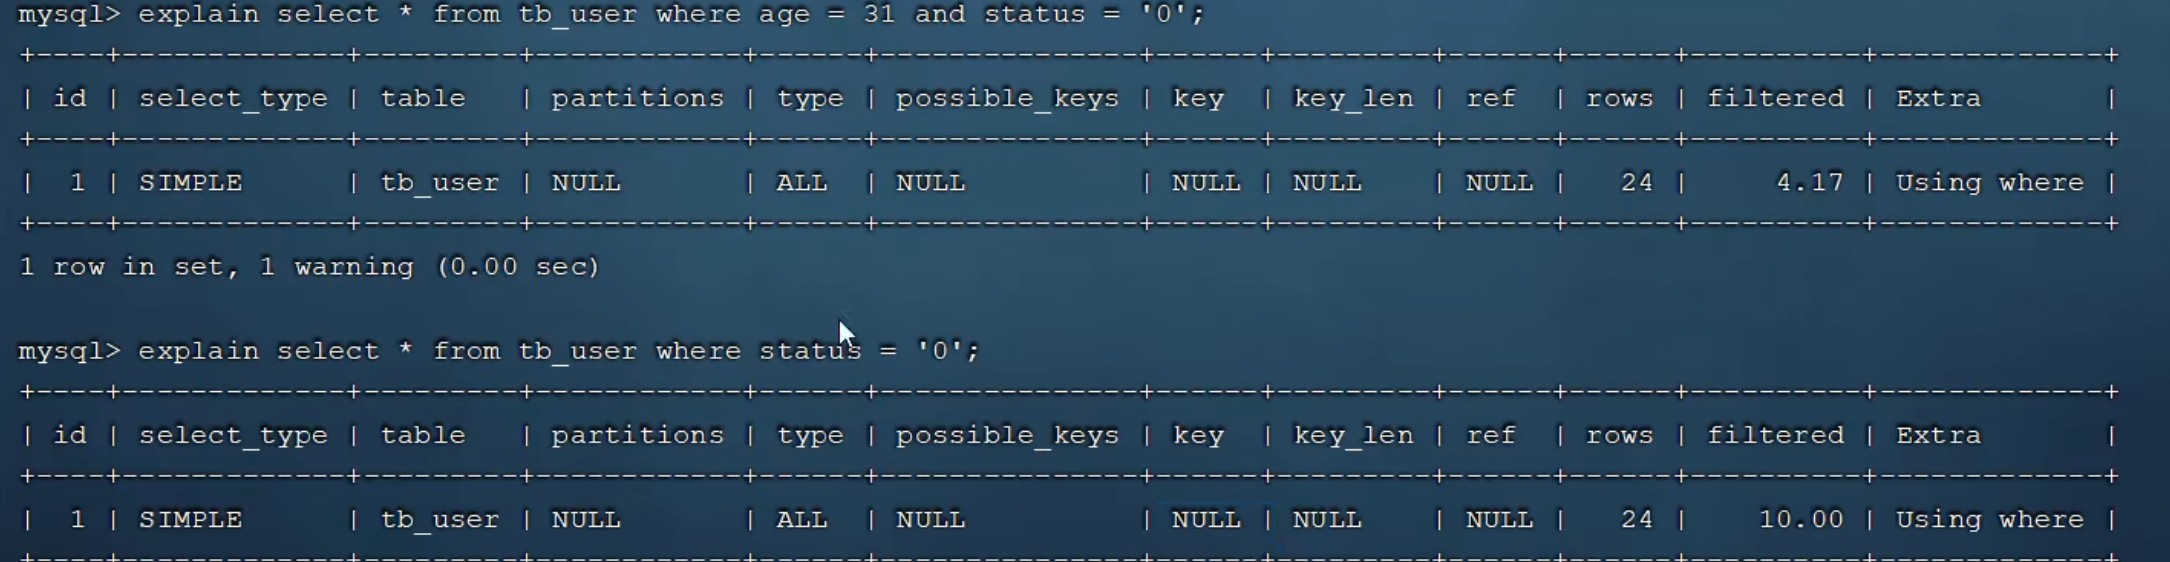 mysql> explain select * from tb_user where age = 31 and status = '0';
+----+-------------+---------+------------+------+---------------+------+---------+------+------+----------+-------------+
| id | select_type | table   | partitions | type | possible_keys | key  | key_len | ref  | rows | filtered | Extra       |
+----+-------------+---------+------------+------+---------------+------+---------+------+------+----------+-------------+
|  1 | SIMPLE      | tb_user | NULL       | ALL  | NULL          | NULL | NULL    | NULL |   24 |     4.17 | Using where |
+----+-------------+---------+------------+------+---------------+------+---------+------+------+----------+-------------+
1 row in set, 1 warning (0.00 sec)
mysql> explain select * from tb_user where status = '0';
+----+-------------+---------+------------+------+---------------+------+---------+------+------+----------+-------------+
| id | select_type | table   | partitions | type | possible_keys | key  | key_len | ref  | rows | filtered | Extra       |
+----+-------------+---------+------------+------+---------------+------+---------+------+------+----------+-------------+
|  1 | SIMPLE      | tb_user | NULL       | ALL  | NULL          | NULL | NULL    | NULL |   24 |    10.00 | Using where |
+----+-------------+---------+------------+------+---------------+------+---------+------+------+----------+-------------+